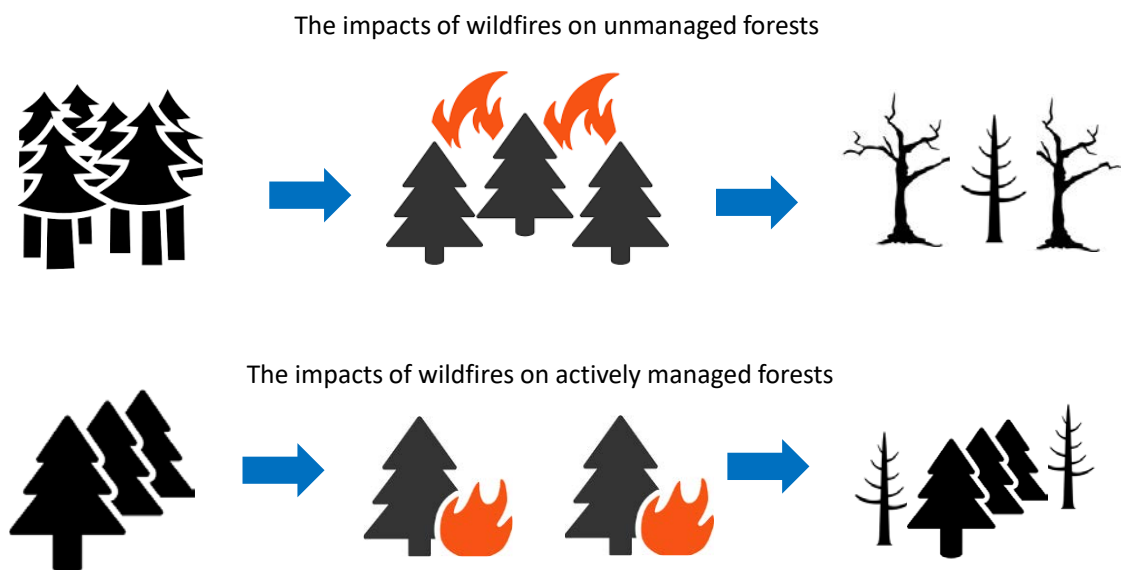 The impacts of wildfires on unmanaged forests
The impacts of wildfires on actively managed forests